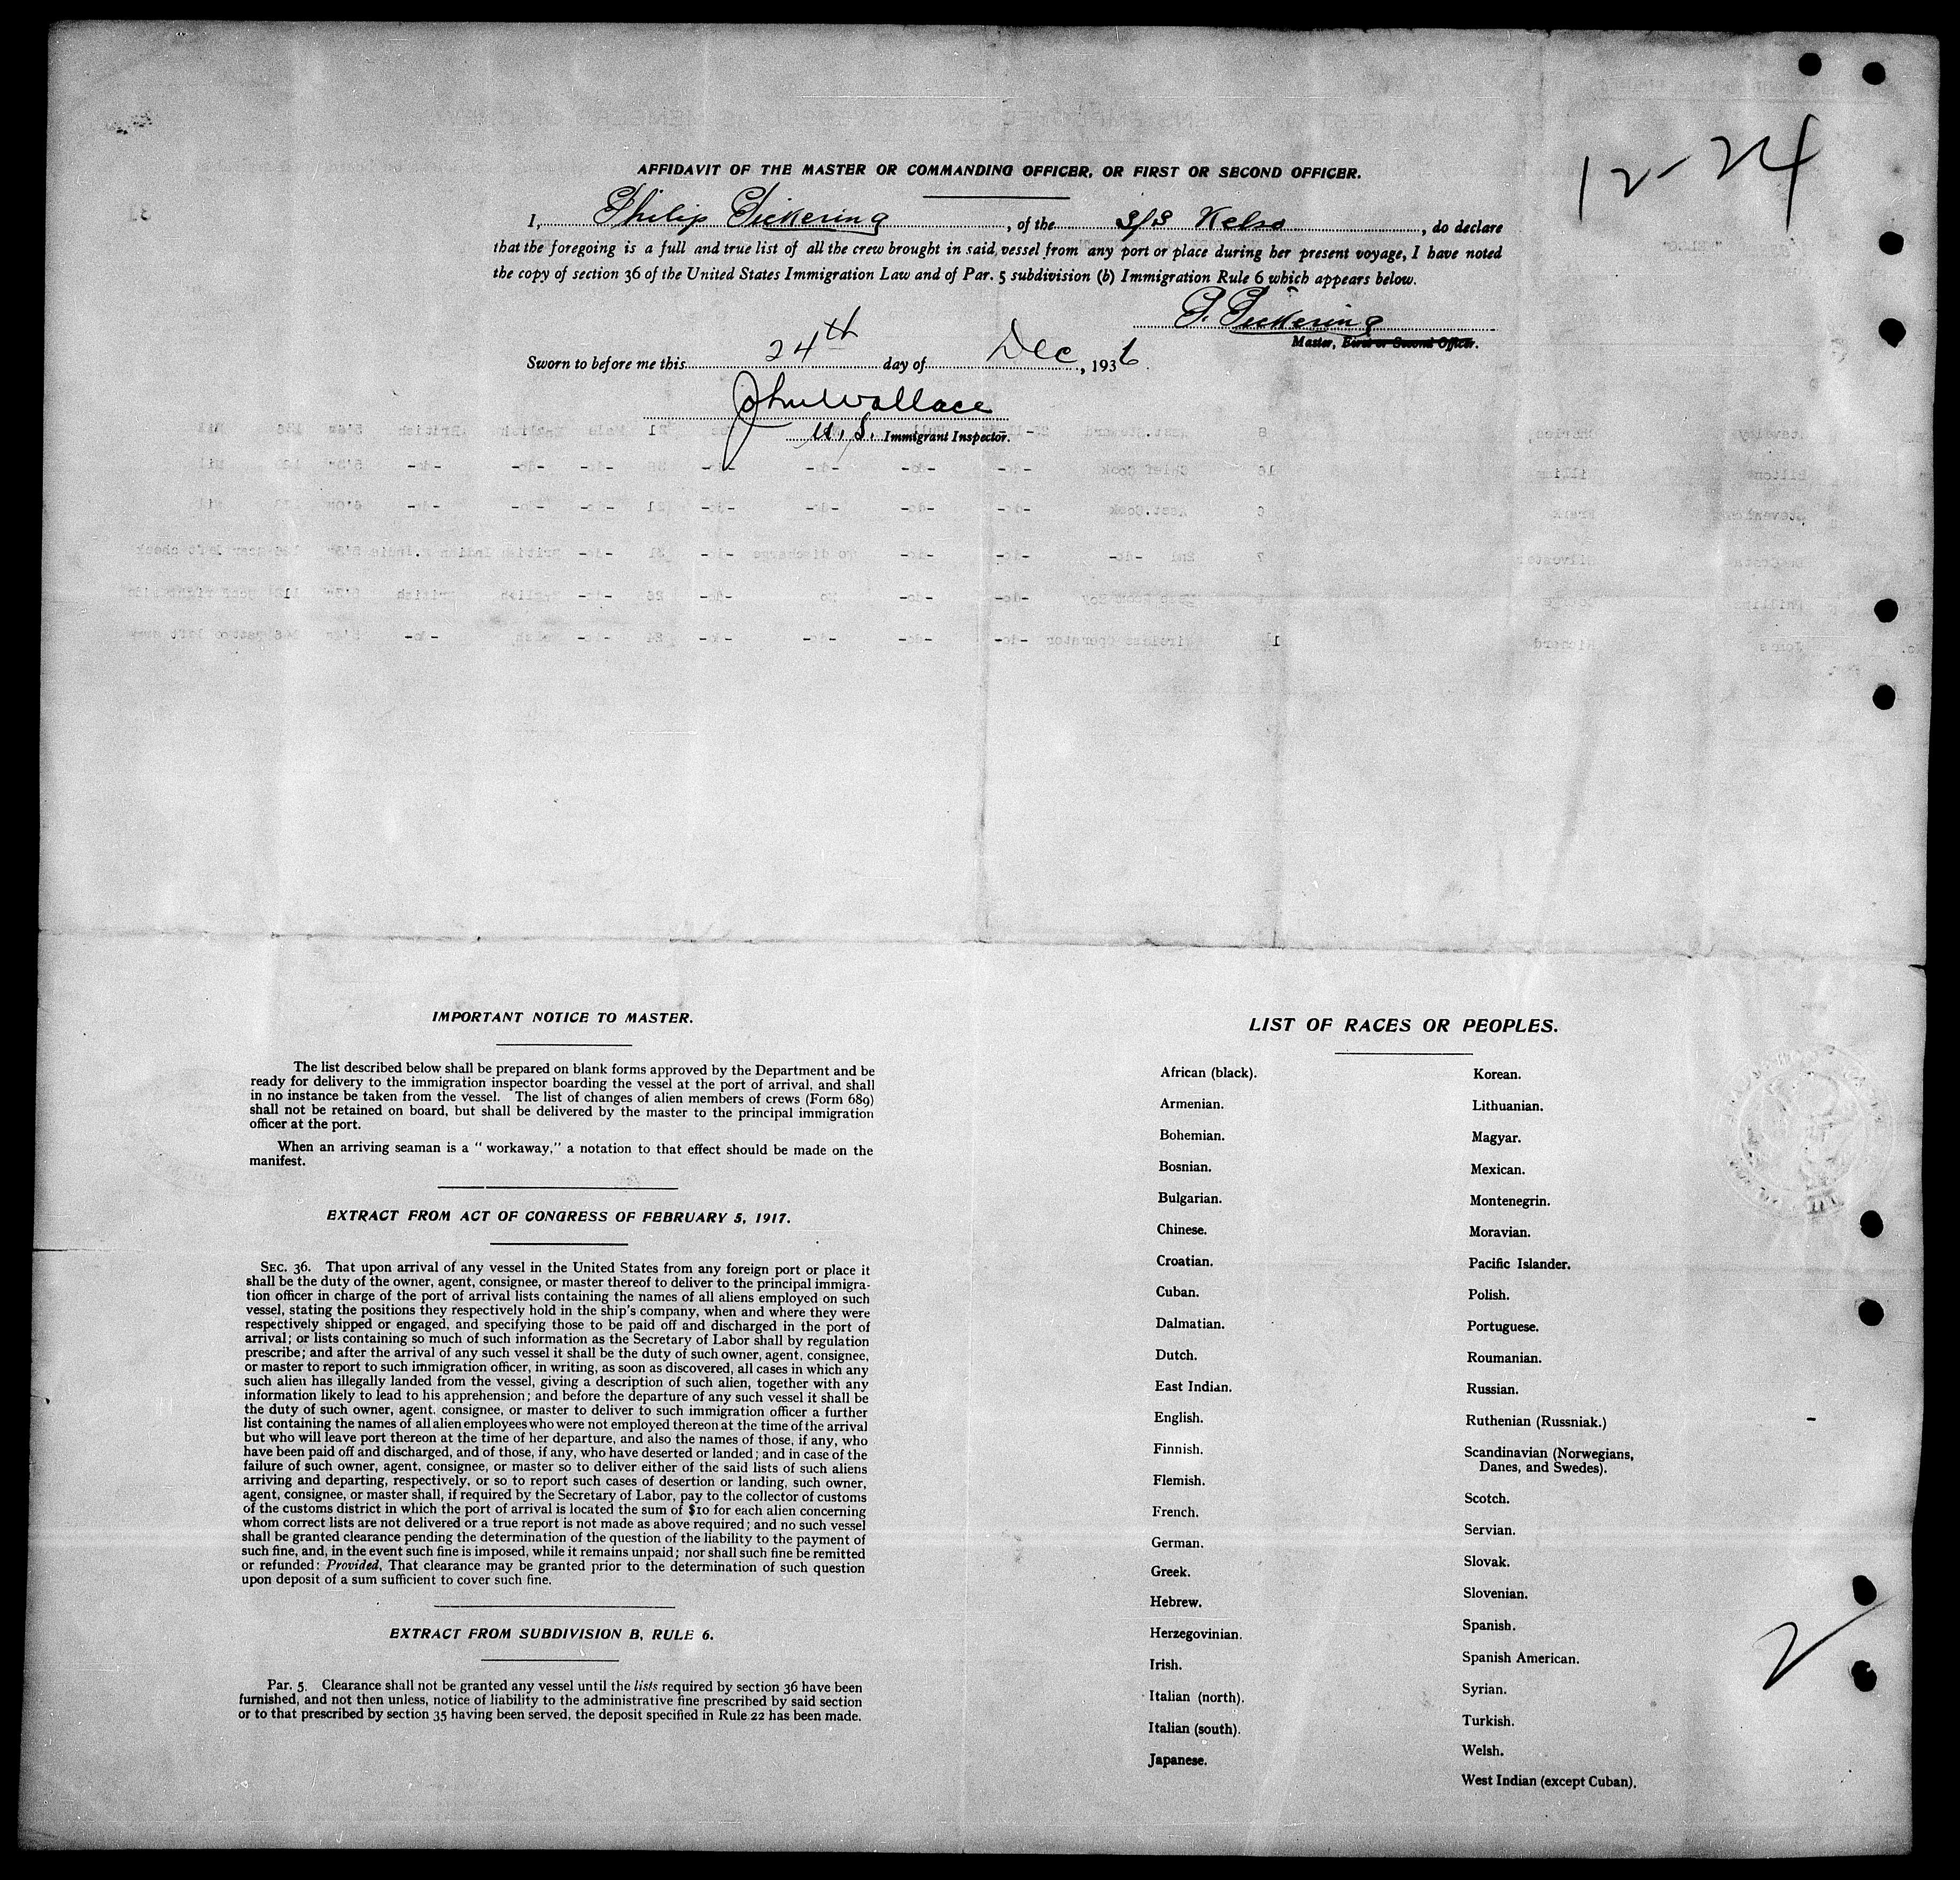 12-24
AFFIDAVIT OF THE MASTER OR COMMANDING OFFICER, OR FIRST OR SECOND OFFICER.
I, Philip Pickering, of the S/S Kelso, do declare
that the foregoing is a full and true list of all the crew brought in said vessel from any port or place during her present voyage, I have noted
the copy of section 36 of the United States Immigration Law and of Par. 5 subdivision (b) Immigration Rule 6 which appears below.
P. Pickering
Master, First or Second Officer.
Sworn to before me this 24th day of Dec, 1936.
John Wallace
U.S. Immigrant Inspector.
IMPORTANT NOTICE TO MASTER.
The list described below shall be prepared on blank forms approved by the Department and be
ready for delivery to the immigration inspector boarding the vessel at the port of arrival, and shall
in no instance be taken from the vessel. The list of changes of alien members of crews (Form 689)
shall not be retained on board, but shall be delivered by the master to the principal immigration
officer at the port.
When an arriving seaman is a " workaway," a notation to that effect should be made on the
manifest.
EXTRACT FROM ACT OF CONGRESS OF FEBRUARY 5, 1917.
SEC. 36. That upon arrival of any vessel in the United States from any foreign port or place it
shall be the duty of the owner, agent, consignee, or master thereof to deliver to the principal immigra-
tion officer in charge of the port of arrival lists containing the names of all aliens employed on such
vessel, stating the positions they respectively hold in the ship's company, when and where they were
respectively shipped or engaged, and specifying those to be paid off and discharged in the port of
arrival; or lists containing so much of such information as the Secretary of Labor shall by regulation
prescribe; and after the arrival of any such vessel it shall be the duty of such owner, agent, consignee,
or master to report to such immigration officer, in writing, as soon as discovered, all cases in which any
such alien has illegally landed from the vessel, giving a description of such alien, together with any
information likely to lead to his apprehension; and before the departure of any such vessel it shall be
the duty of such owner, agent, consignee, or master to deliver to such immigration officer a further
list containing the names of all alien employees who were not employed thereon at the time of the arrival
but who will leave port thereon at the time of her departure, and also the names of those, if any, who
have been paid off and discharged, and of those, if any, who have deserted or landed; and in case of the
failure of such owner, agent, consignee, or master so to deliver either of the said lists of such aliens
arriving and departing, respectively, or so to report such cases of desertion or landing, such owner,
agent, consignee, or master shall, if required by the Secretary of Labor, pay to the collector of customs
of the customs district in which the port of arrival is located the sum of $10 for each alien concerning
whom correct lists are not delivered or a true report is not made as above required; and no such vessel
shall be granted clearance pending the determination of the question of the liability to the payment of
such fine, and, in the event such fine is imposed, while it remains unpaid; nor shall such fine be remitted
or refunded: Provided, That clearance may be granted prior to the determination of such question
upon deposit of a sum sufficient to cover such fine.
EXTRACT FROM SUBDIVISION B, RULE 6.
Par. 5. Clearance shall not be granted any vessel until the lists required by section 36 have been
furnished, and not then unless, notice of liability to the administrative fine prescribed by said section
or to that prescribed by section 35 having been served, the deposit specified in Rule 22 has been made.
LIST OF RACES OR PEOPLES.
African (black).
Armenian.
Bohemian.
Bosnian.
Bulgarian.
Chinese.
Croatian.
Cuban.
Dalmatian.
Dutch.
East Indian.
English.
Finnish.
Flemish.
French.
German.
Greek.
Hebrew.
Herzegovinian.
Irish.
Italian (north).
Italian (south).
Japanese.
Korean.
Lithuanian.
Magyar.
Mexican.
Montenegrin.
Moravian.
Pacific Islander.
Polish.
Portuguese.
Roumanian.
Russian.
Ruthenian (Russniak.)
Scandinavian (Norwegians,
Danes, and Swedes).
Scotch.
Servian.
Slovak.
Slovenian.
Spanish.
Spanish American.
Syrian.
Turkish.
Welsh.
West Indian (except Cuban).
2